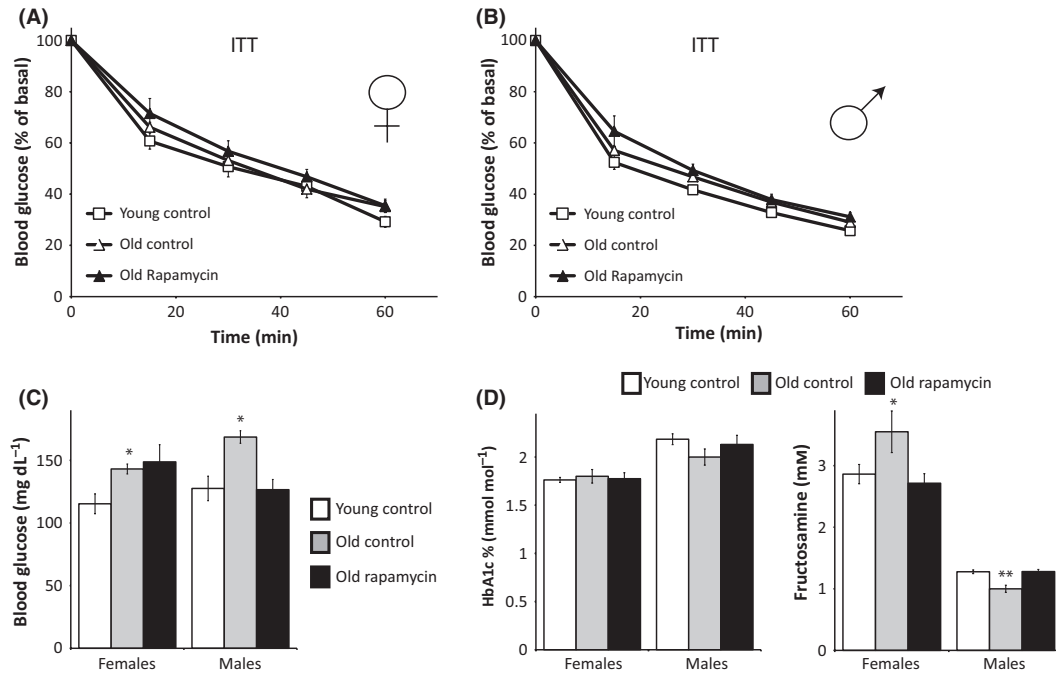 (A)
ITT
Blood glucose (% of basal)
100
80
60
40
20
0
Young control
Old control
Old Rapamycin
0 20 40 60
Time (min)
(B)
ITT
Blood glucose (% of basal)
100
80
60
40
20
0
Young control
Old control
Old Rapamycin
0 20 40 60
Time (min)
(C)
Blood glucose (mg dL⁻¹)
150
100
50
0
* *
Females Males
Young control
Old control
Old rapamycin
(D)
Young control Old control Old rapamycin
HbA1c % (mmol mol⁻¹)
2
1.5
1
0.5
0
Females Males
Fructosamine (mM)
3
2
1
0
*
**
Females Males